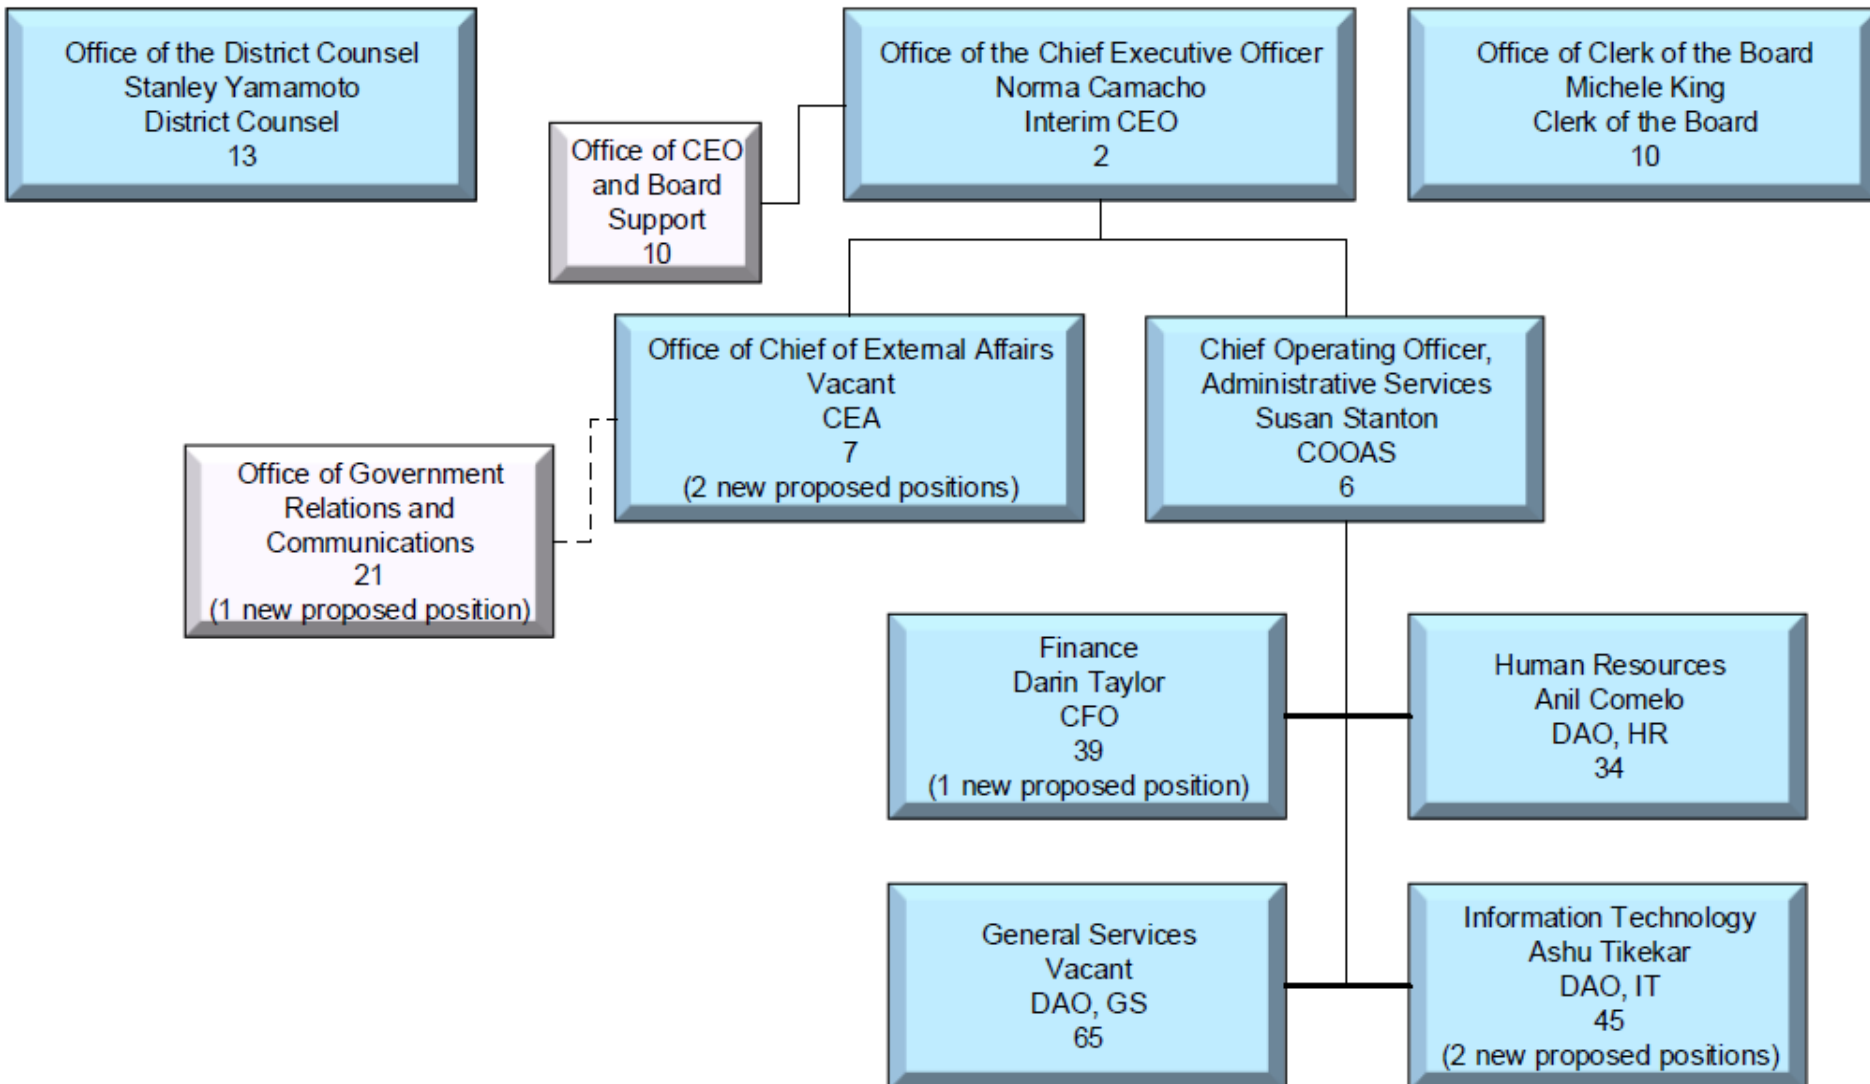 Office of the District Counsel
Stanley Yamamoto
District Counsel
13
Office of the Chief Executive Officer
Norma Camacho
Interim CEO
2
Office of Clerk of the Board
Michele King
Clerk of the Board
10
Office of CEO
and Board
Support
10
Office of Chief of External Affairs
Vacant
CEA
7
(2 new proposed positions)
Chief Operating Officer,
Administrative Services
Susan Stanton
COOAS
6
Office of Government
Relations and
Communications
21
(1 new proposed position)
Finance
Darin Taylor
CFO
39
(1 new proposed position)
Human Resources
Anil Comelo
DAO, HR
34
General Services
Vacant
DAO, GS
65
Information Technology
Ashu Tikekar
DAO, IT
45
(2 new proposed positions)